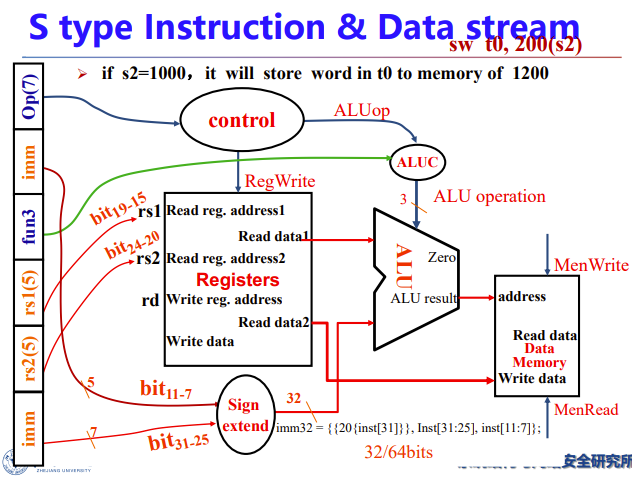 S type Instruction & Data stream
sw t0, 200(s2)
➤ if s2=1000，it will store word in t0 to memory of 1200
Op(7)
imm
fun3
rs1(5)
rs2(5)
imm
control
ALUop
ALUC
RegWrite
3
ALU operation
bit19-15
rs1
Read reg. address1
Read data1
bit24-20
rs2
Read reg. address2
Registers
rd
Write reg. address
Read data2
Write data
ALU
Zero
ALU result
MenWrite
address
Read data
Data
Memory
Write data
MenRead
5
bit11-7
7
bit31-25
Sign
extend
32
imm32 = {{20{inst[31]}}, Inst[31:25], inst[11:7]};
32/64bits
ZHEJIANG UNIVERSITY
安全研究所